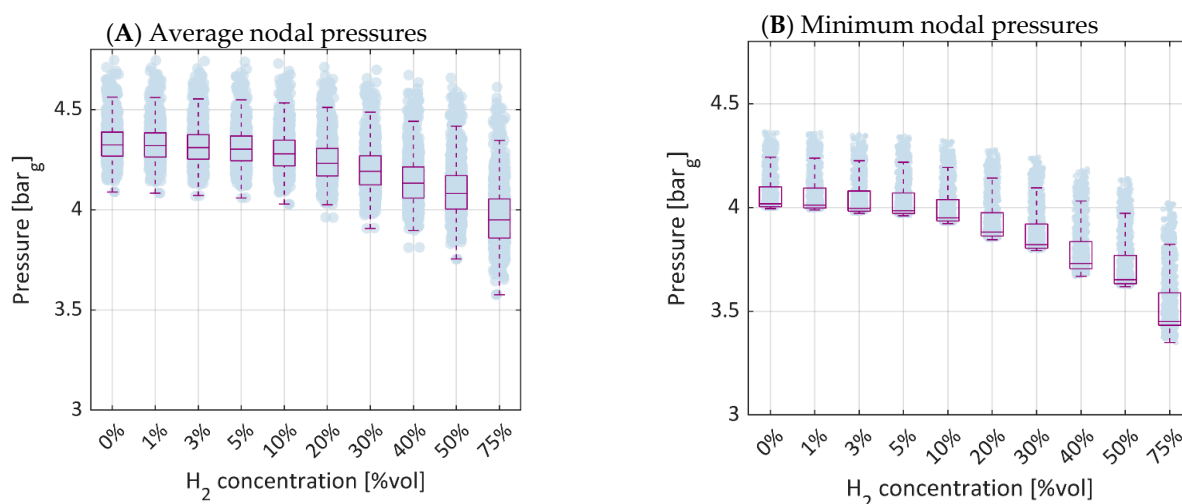 (A) Average nodal pressures
Pressure [bar g]
4.5
4
3.5
3
0% 1% 3% 5% 10% 20% 30% 40% 50% 75%
H2 concentration [%vol]
(B) Minimum nodal pressures
Pressure [bar g]
4.5
4
3.5
3
0% 1% 3% 5% 10% 20% 30% 40% 50% 75%
H2 concentration [%vol]